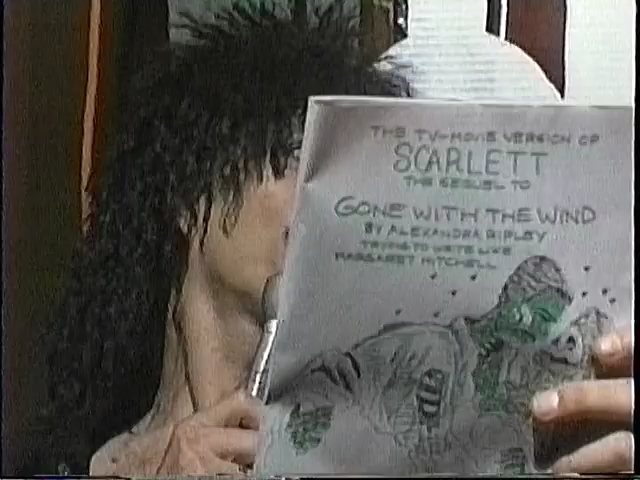 THE TV-MOVIE VERSION OF
SCARLETT
THE SEQUEL TO
GONE WITH THE WIND
BY ALEXANDRA RIPLEY
TRYING TO WRITE LIKE
MARGARET MITCHELL